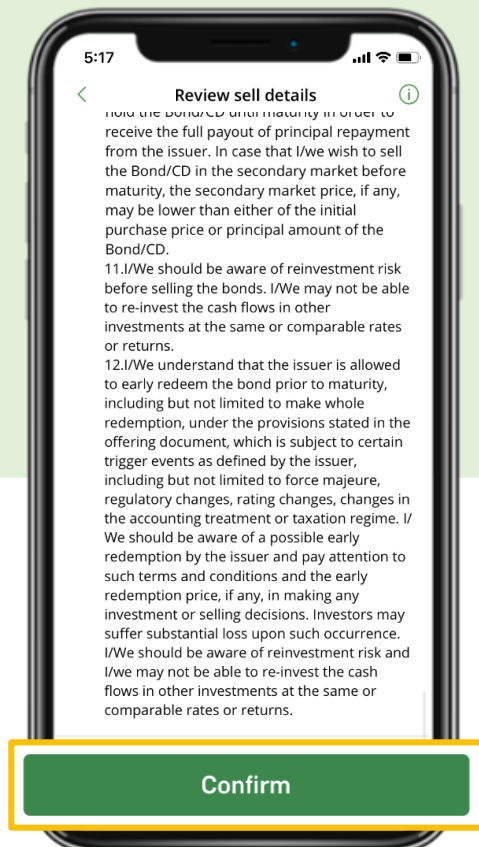 5:17
Review sell details
hold the Bond/CD until maturity in order to
receive the full payout of principal repayment
from the issuer. In case that I/we wish to sell
the Bond/CD in the secondary market before
maturity, the secondary market price, if any,
may be lower than either of the initial
purchase price or principal amount of the
Bond/CD.
11.I/We should be aware of reinvestment risk
before selling the bonds. I/We may not be able
to re-invest the cash flows in other
investments at the same or comparable rates
or returns.
12.I/We understand that the issuer is allowed
to early redeem the bond prior to maturity,
including but not limited to make whole
redemption, under the provisions stated in the
offering document, which is subject to certain
trigger events as defined by the issuer,
including but not limited to force majeure,
regulatory changes, rating changes, changes in
the accounting treatment or taxation regime. I/
We should be aware of a possible early
redemption by the issuer and pay attention to
such terms and conditions and the early
redemption price, if any, in making any
investment or selling decisions. Investors may
suffer substantial loss upon such occurrence.
I/We should be aware of reinvestment risk and
I/we may not be able to re-invest the cash
flows in other investments at the same or
comparable rates or returns.
Confirm